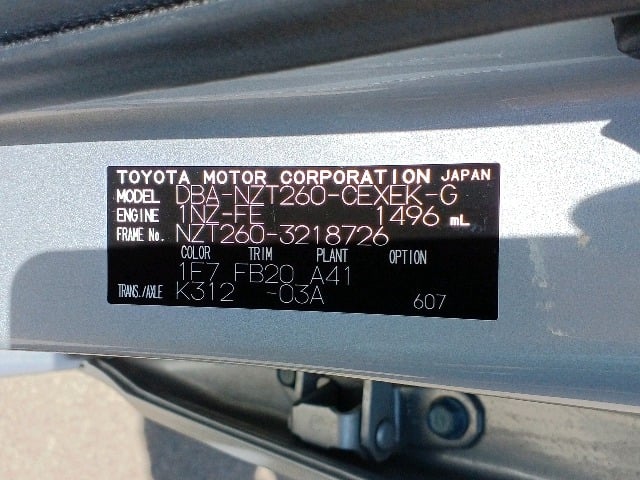 TOYOTA MOTOR CORPORATION JAPAN
MODEL DBA-NZT260-CEXEK-G
ENGINE 1NZ-FE 1496 mL
FRAME No. NZT260-3218726
COLOR TRIM PLANT OPTION
1F7 FB20 A41
TRANS./AXLE K312 -03A 607